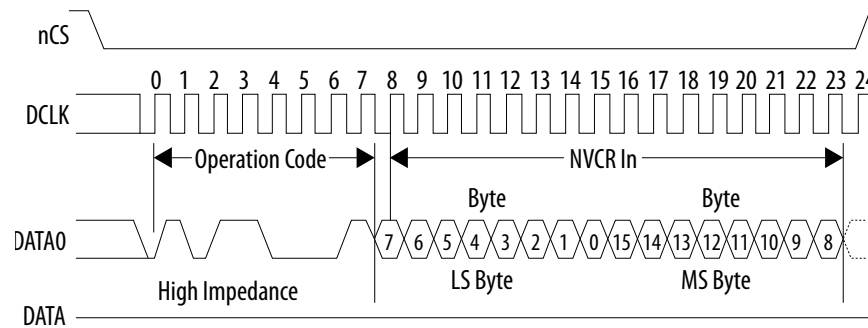 nCS
0 1 2 3 4 5 6 7 8 9 10 11 12 13 14 15 16 17 18 19 20 21 22 23 24
DCLK
Operation Code NVCR In
Byte Byte
DATA0 7 6 5 4 3 2 1 0 15 14 13 12 11 10 9 8
LS Byte MS Byte
High Impedance
DATA